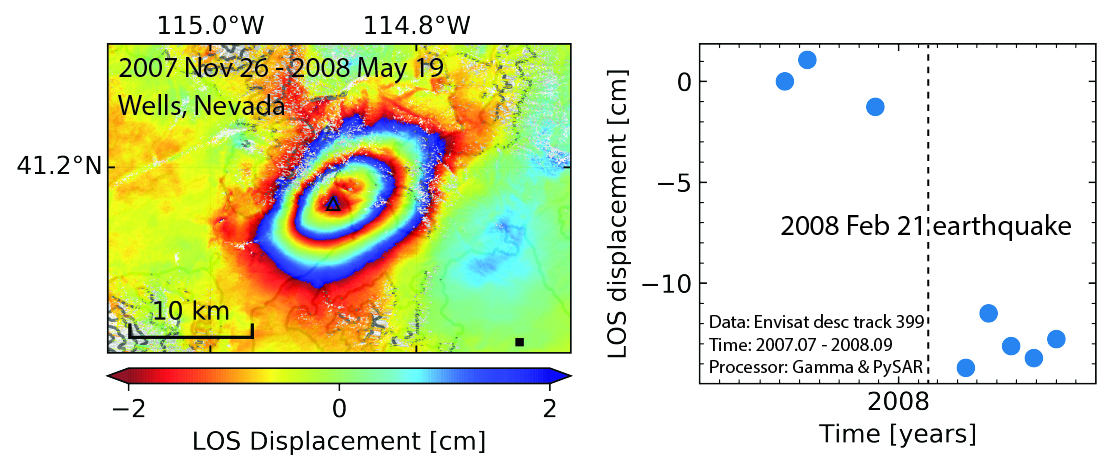 115.0°W 114.8°W
2007 Nov 26 - 2008 May 19
Wells, Nevada
41.2°N
10 km
−2 0 2
LOS Displacement [cm]
LOS displacement [cm]
0
−5
−10
2008 Feb 21 earthquake
Data: Envisat desc track 399
Time: 2007.07 - 2008.09
Processor: Gamma & PySAR
2008
Time [years]